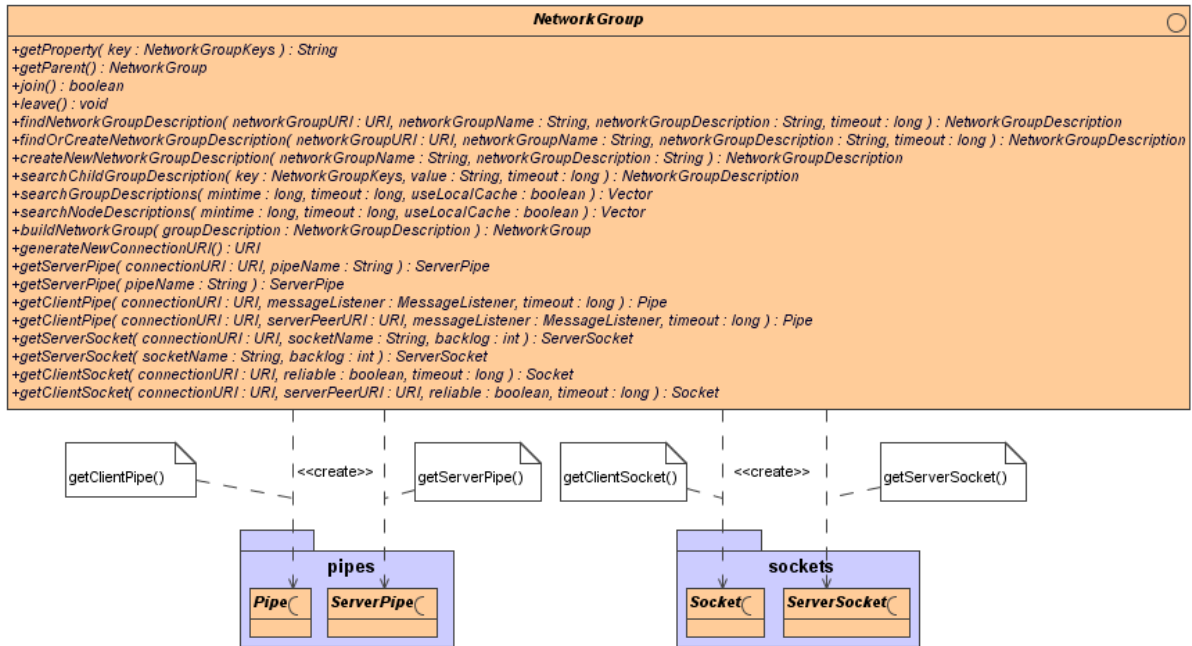 NetworkGroup
+getProperty( key : NetworkGroupKeys ) : String
+getParent() : NetworkGroup
+join() : boolean
+leave() : void
+findNetworkGroupDescription( networkGroupURI : URI, networkGroupName : String, networkGroupDescription : String, timeout : long ) : NetworkGroupDescription
+findOrCreateNetworkGroupDescription( networkGroupURI : URI, networkGroupName : String, networkGroupDescription : String, timeout : long ) : NetworkGroupDescription
+createNewNetworkGroupDescription( networkGroupName : String, networkGroupDescription : String ) : NetworkGroupDescription
+searchChildGroupDescription( key : NetworkGroupKeys, value : String, timeout : long ) : NetworkGroupDescription
+searchGroupDescriptions( mintime : long, timeout : long, useLocalCache : boolean ) : Vector
+searchNodeDescriptions( mintime : long, timeout : long, useLocalCache : boolean ) : Vector
+buildNetworkGroup( groupDescription : NetworkGroupDescription ) : NetworkGroup
+generateNewConnectionURI() : URI
+getServerPipe( connectionURI : URI, pipeName : String ) : ServerPipe
+getServerPipe( pipeName : String ) : ServerPipe
+getClientPipe( connectionURI : URI, messageListener : MessageListener, timeout : long ) : Pipe
+getClientPipe( connectionURI : URI, serverPeerURI : URI, messageListener : MessageListener, timeout : long ) : Pipe
+getServerSocket( connectionURI : URI, socketName : String, backlog : int ) : ServerSocket
+getServerSocket( socketName : String, backlog : int ) : ServerSocket
+getClientSocket( connectionURI : URI, reliable : boolean, timeout : long ) : Socket
+getClientSocket( connectionURI : URI, serverPeerURI : URI, reliable : boolean, timeout : long ) : Socket
getClientPipe()
<<create>>
getServerPipe()
getClientSocket()
<<create>>
getServerSocket()
pipes
Pipe
ServerPipe
sockets
Socket
ServerSocket